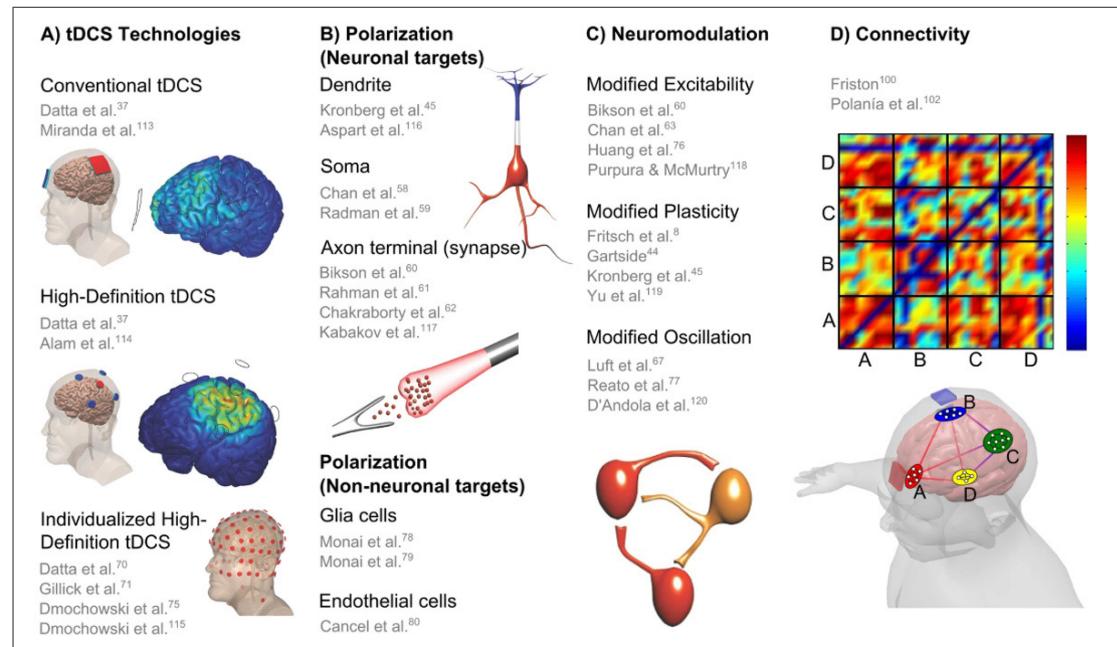 A) tDCS Technologies
Conventional tDCS
Datta et al.37
Miranda et al.113
High-Definition tDCS
Datta et al.37
Alam et al.114
Individualized High-
Definition tDCS
Datta et al.70
Gillick et al.71
Dmochowski et al.75
Dmochowski et al.115
B) Polarization
(Neuronal targets)
Dendrite
Kronberg et al.45
Aspart et al.116
Soma
Chan et al.58
Radman et al.59
Axon terminal (synapse)
Bikson et al.60
Rahman et al.61
Chakraborty et al.62
Kabakov et al.117
Polarization
(Non-neuronal targets)
Glia cells
Monai et al.78
Monai et al.79
Endothelial cells
Cancel et al.80
C) Neuromodulation
Modified Excitability
Bikson et al.60
Chan et al.63
Huang et al.76
Purpura & McMurtry118
Modified Plasticity
Fritsch et al.8
Gartside44
Kronberg et al.45
Yu et al.119
Modified Oscillation
Luft et al.67
Reato et al.77
D'Andola et al.120
D) Connectivity
Friston100
Polanía et al.102
D
C
B
A
A B C D
B
C
A D